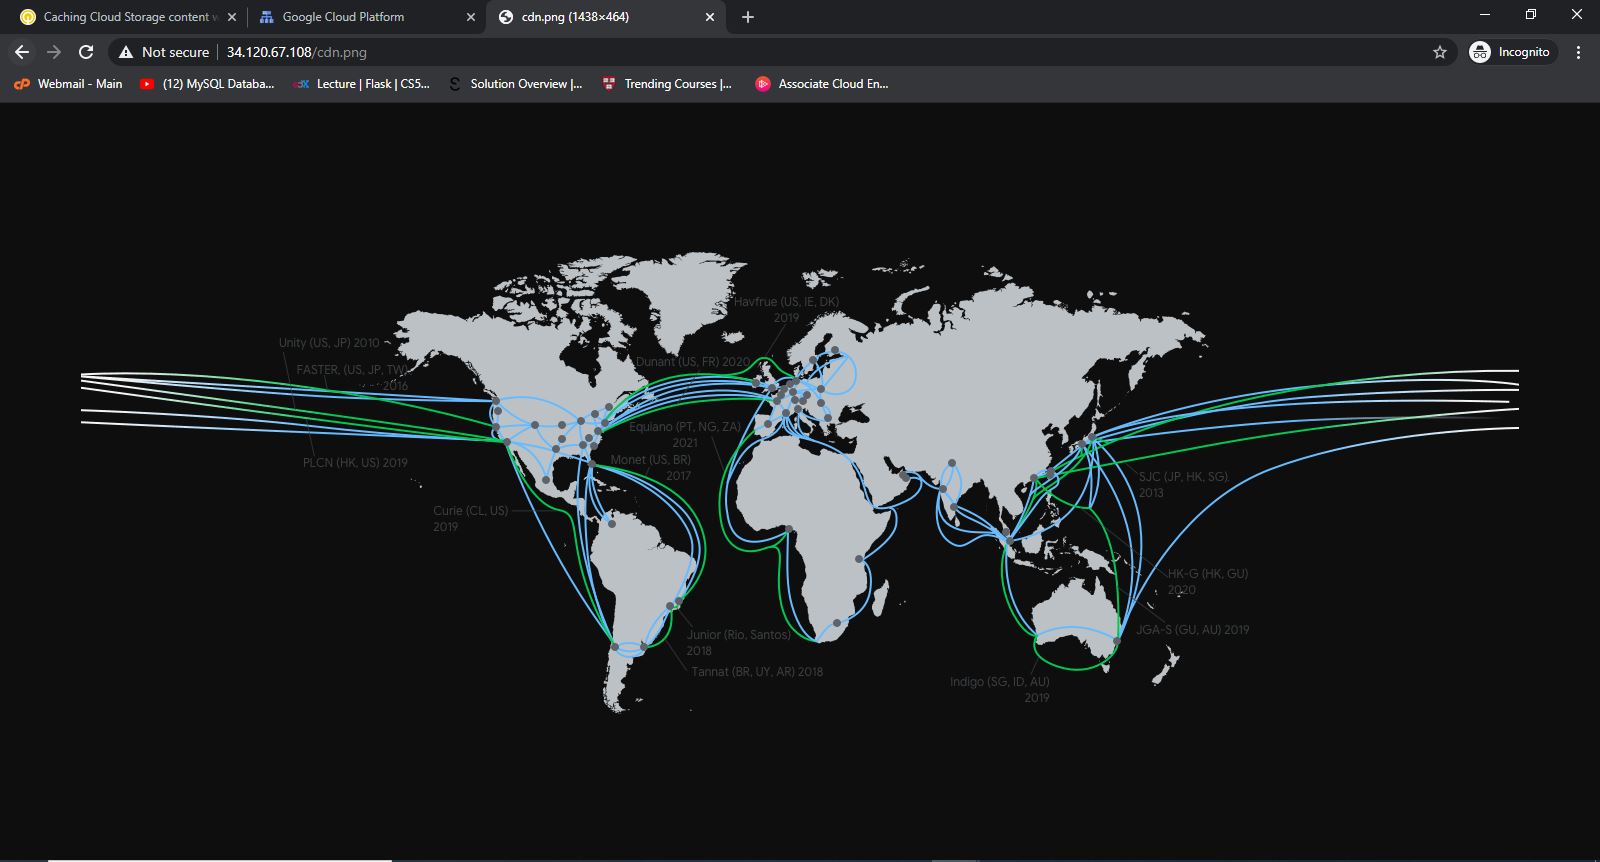 Caching Cloud Storage content w
Google Cloud Platform
cdn.png (1438×464)
Not secure
34.120.67.108/cdn.png
Incognito
Webmail - Main
(12) MySQL Databa...
Lecture | Flask | CS5...
Solution Overview |...
Trending Courses |...
Associate Cloud En...
Havfrue (US, IE, DK)
2019
Unity (US, JP) 2010
Dunant (US, FR) 2020
FASTER, (US, JP, TW)
2016
Equiano (PT, NG, ZA)
2021
PLCN (HK, US) 2019
Monet (US, BR)
2017
SJC (JP, HK, SG)
2013
Curie (CL, US)
2019
HK-G (HK, GU)
2020
JGA-S (GU, AU) 2019
Junior (Rio, Santos)
2018
Tannat (BR, UY, AR) 2018
Indigo (SG, ID, AU)
2019